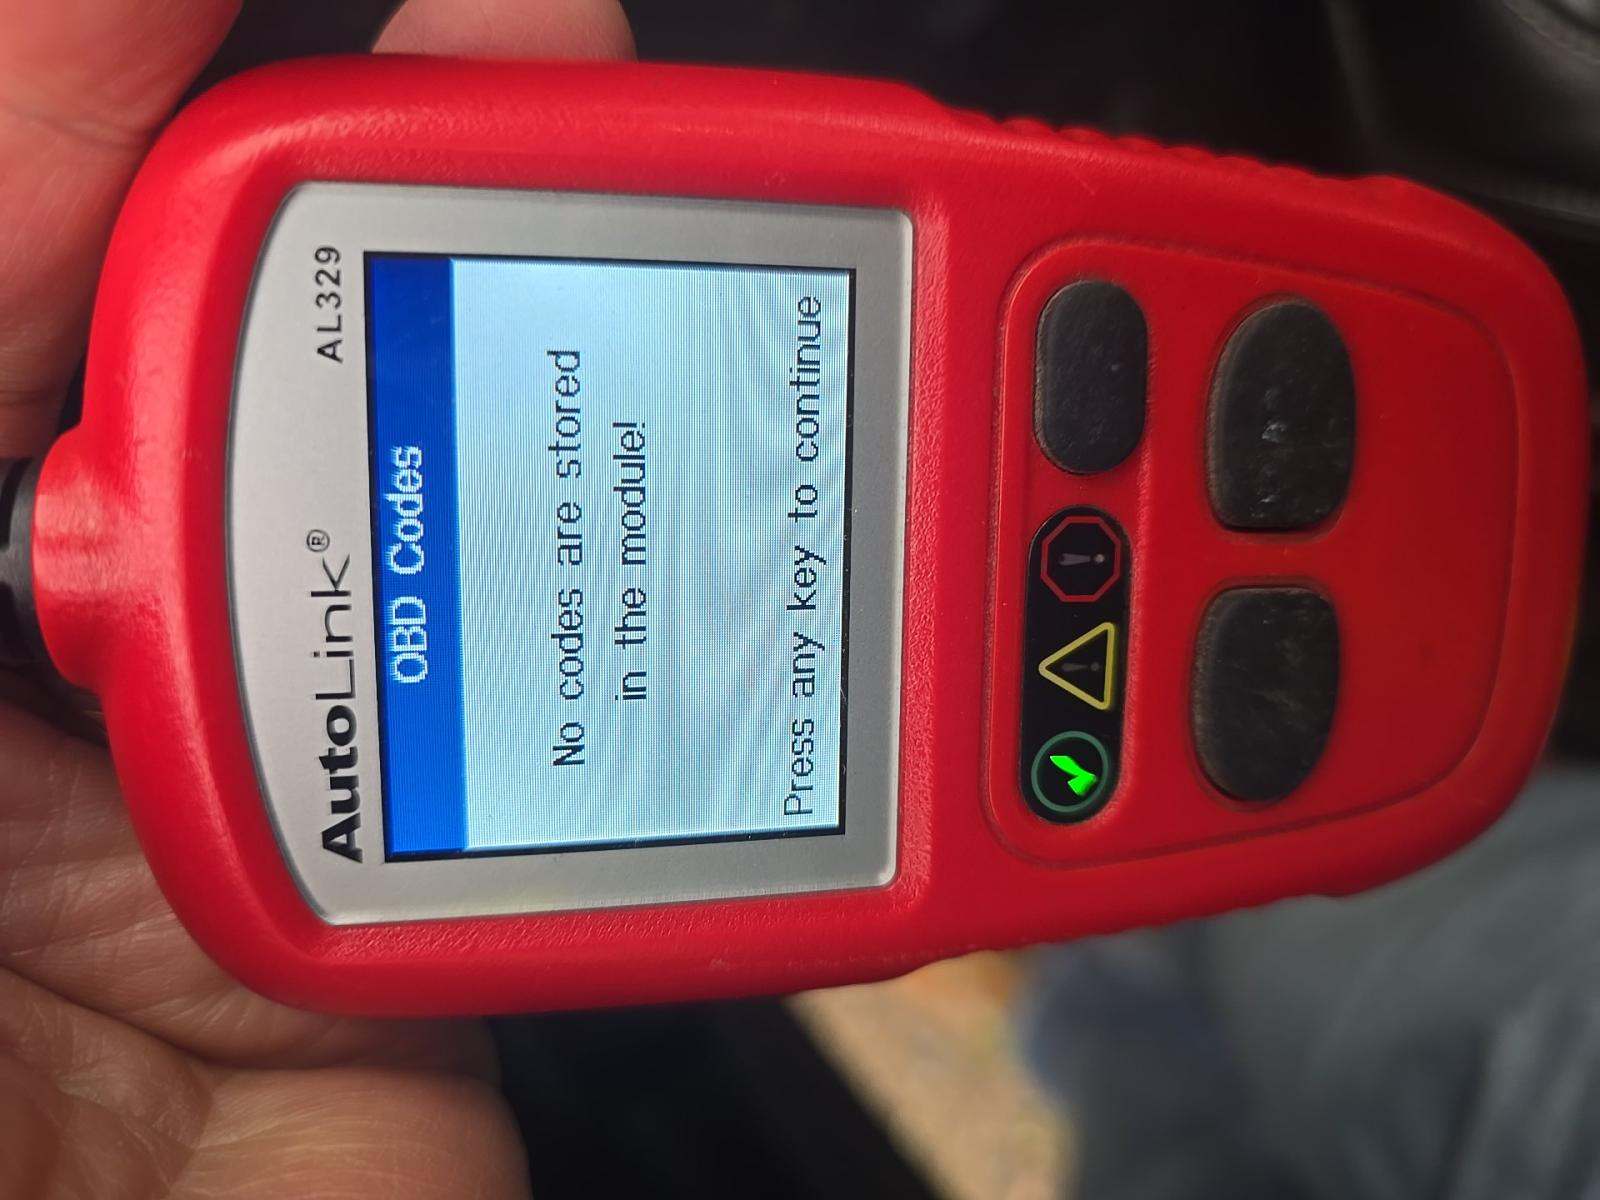 AutoLink® AL329
OBD Codes
No codes are stored
in the module!
Press any key to continue